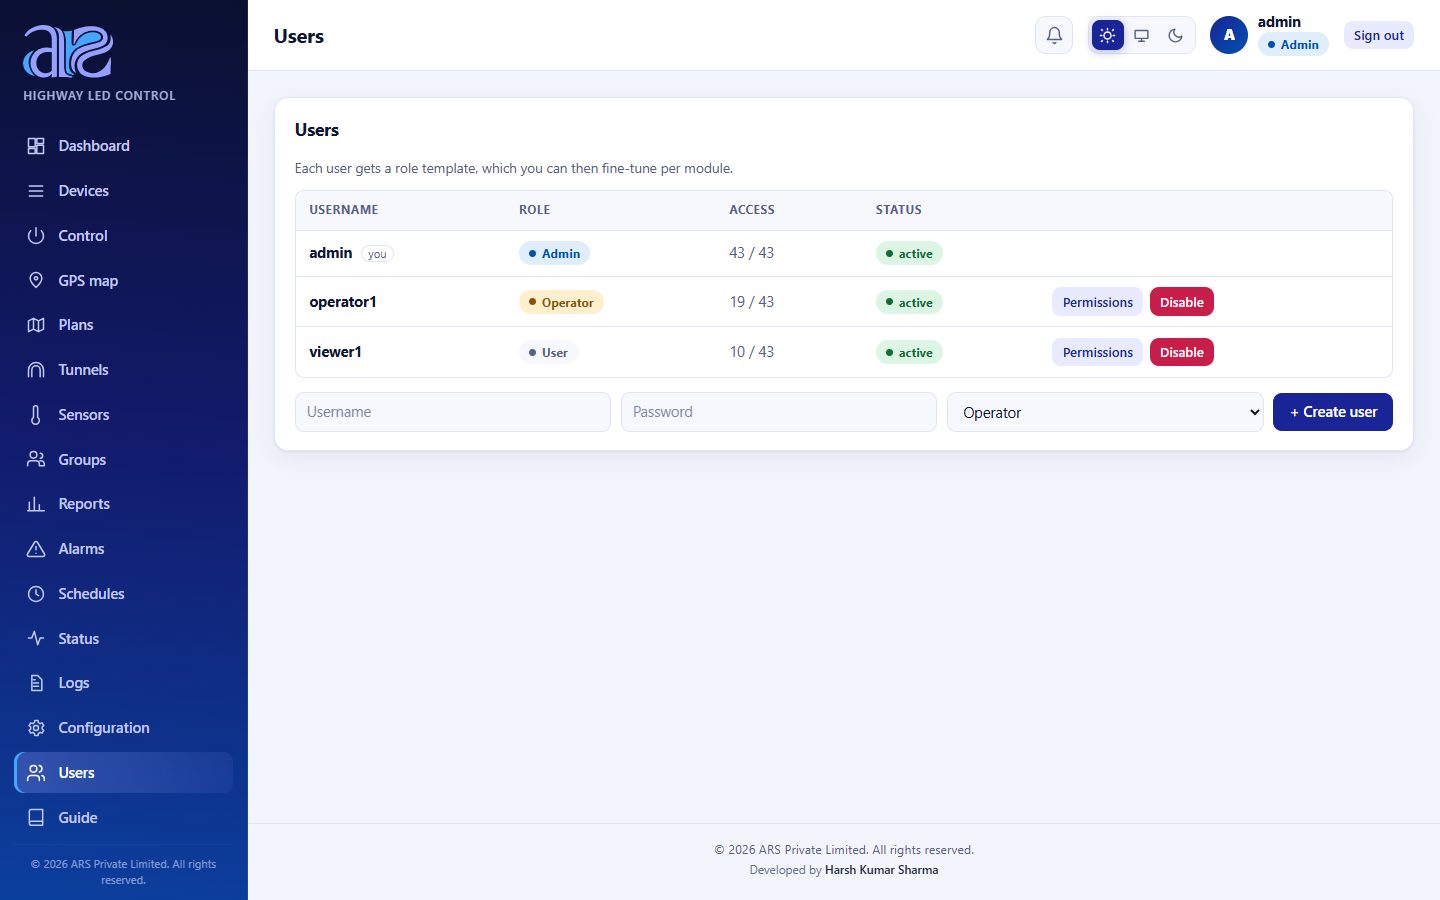 ars
HIGHWAY LED CONTROL
Dashboard
Devices
Control
GPS map
Plans
Tunnels
Sensors
Groups
Reports
Alarms
Schedules
Status
Logs
Configuration
Users
Guide
© 2026 ARS Private Limited. All rights
reserved.
Users
A
admin
Admin
Sign out
Users
Each user gets a role template, which you can then fine-tune per module.
USERNAME ROLE ACCESS STATUS
admin you Admin 43 / 43 active
operator1 Operator 19 / 43 active Permissions Disable
viewer1 User 10 / 43 active Permissions Disable
Username Password Operator + Create user
© 2026 ARS Private Limited. All rights reserved.
Developed by Harsh Kumar Sharma